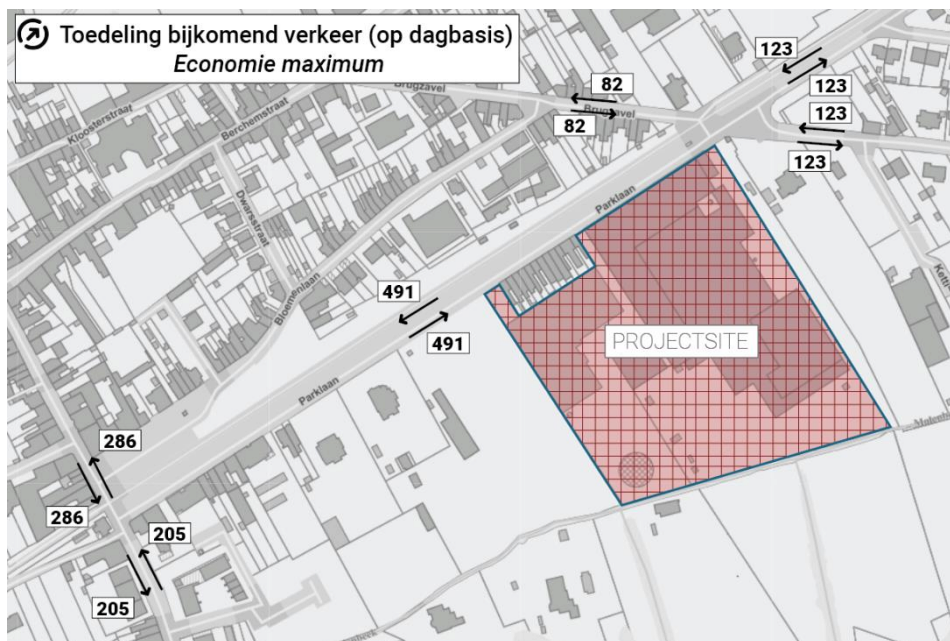 Toedeling bijkomend verkeer (op dagbasis)
Economie maximum
123
123
82
82
123
123
Brugzavel
Brugzavel
Kloosterstraat
Berchemstraat
Dwarsstraat
Bloemenlaan
Parklaan
491
491
PROJECTSITE
Parklaan
286
286
205
205